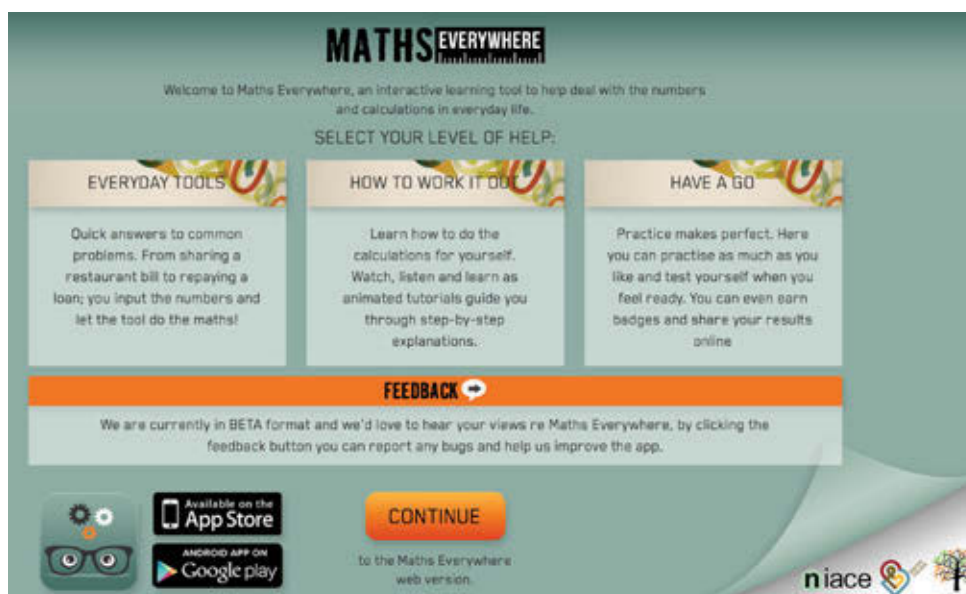 MATHS EVERYWHERE
Welcome to Maths Everywhere, an interactive learning tool to help deal with the numbers
and calculations in everyday life.
SELECT YOUR LEVEL OF HELP:
EVERYDAY TOOLS
Quick answers to common
problems. From sharing a
restaurant bill to repaying a
loan; you input the numbers and
let the tool do the maths!
HOW TO WORK IT OUT
Learn how to do the
calculations for yourself.
Watch, listen and learn as
animated tutorials guide you
through step-by-step
explanations.
HAVE A GO
Practice makes perfect. Here
you can practise as much as you
like and test yourself when you
feel ready. You can even earn
badges and share your results
online
FEEDBACK
We are currently in BETA format and we'd love to hear your views re Maths Everywhere, by clicking the
feedback button you can report any bugs and help us improve the app.
Available on the
App Store
ANDROID APP ON
Google play
CONTINUE
to the Maths Everywhere
web version.
niace